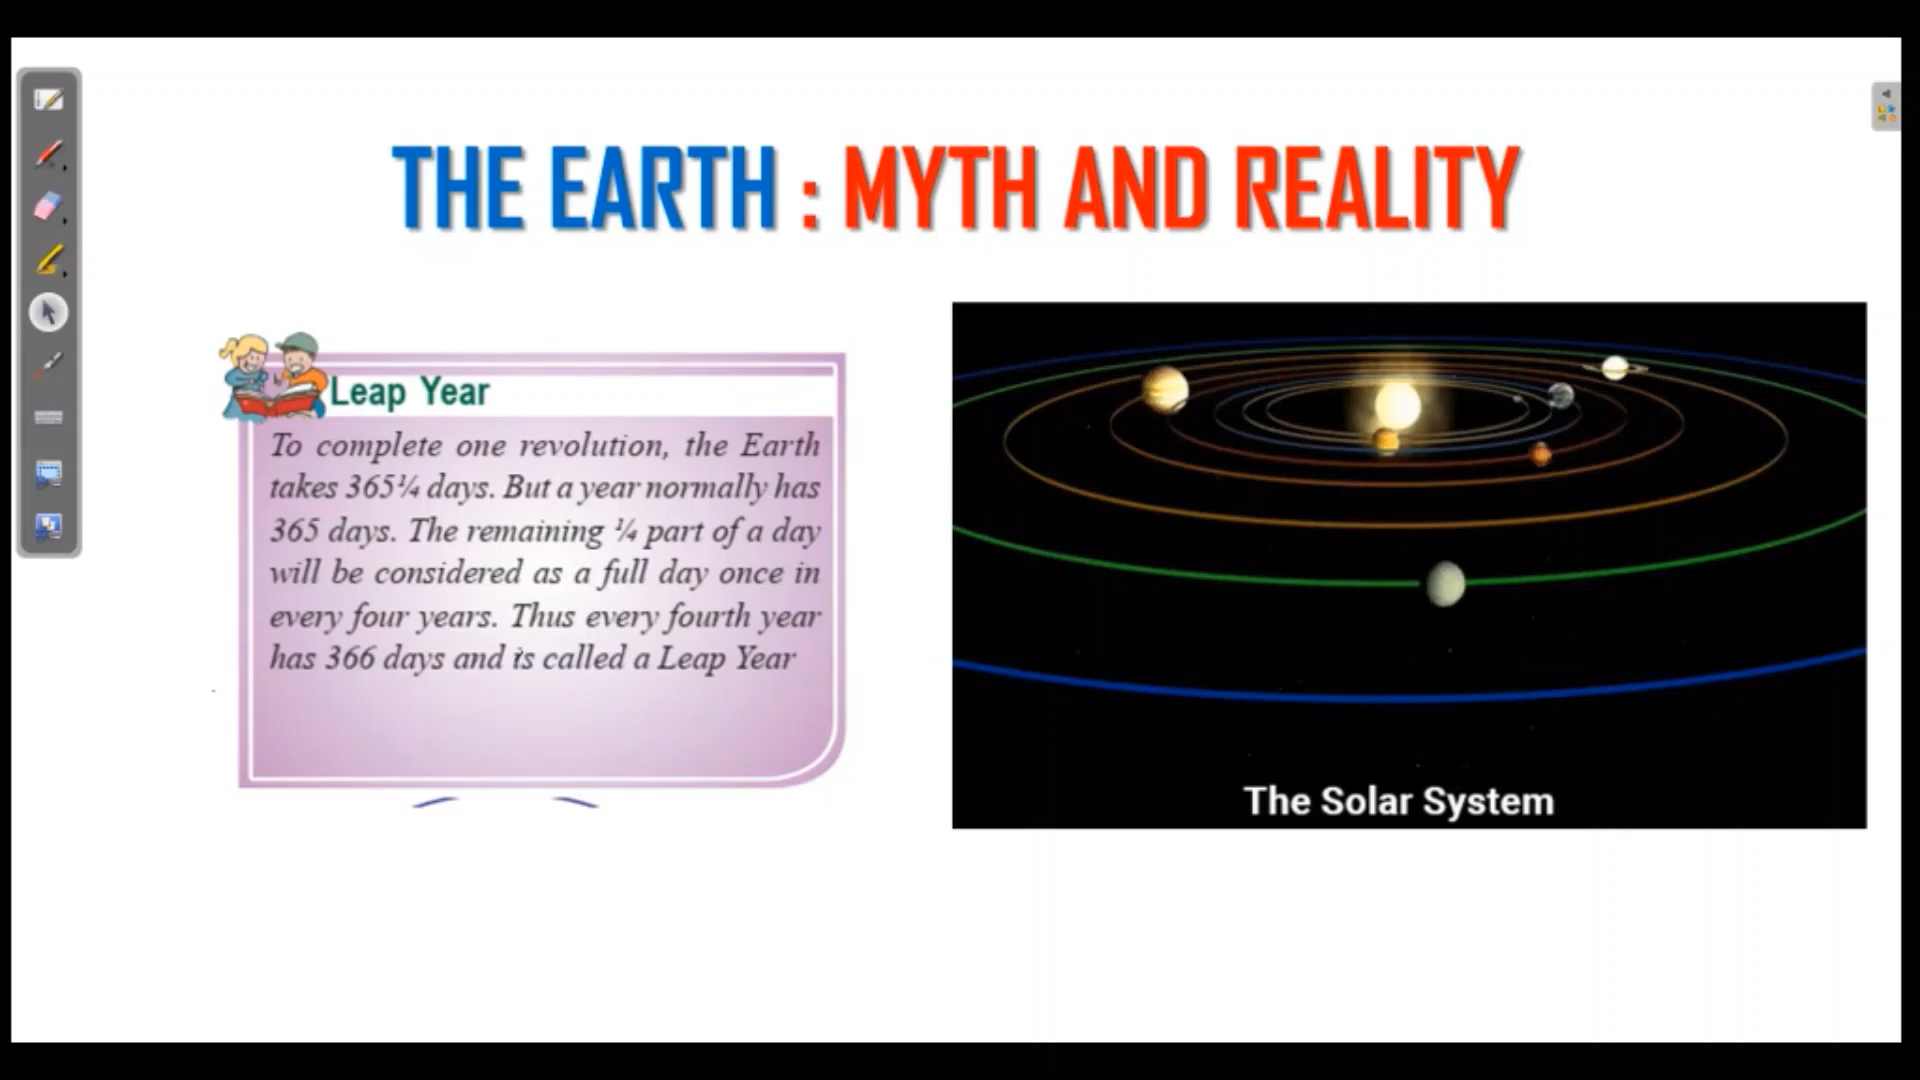 THE EARTH : MYTH AND REALITY
Leap Year
To complete one revolution, the Earth
takes 365¼ days. But a year normally has
365 days. The remaining ¼ part of a day
will be considered as a full day once in
every four years. Thus every fourth year
has 366 days and is called a Leap Year
The Solar System